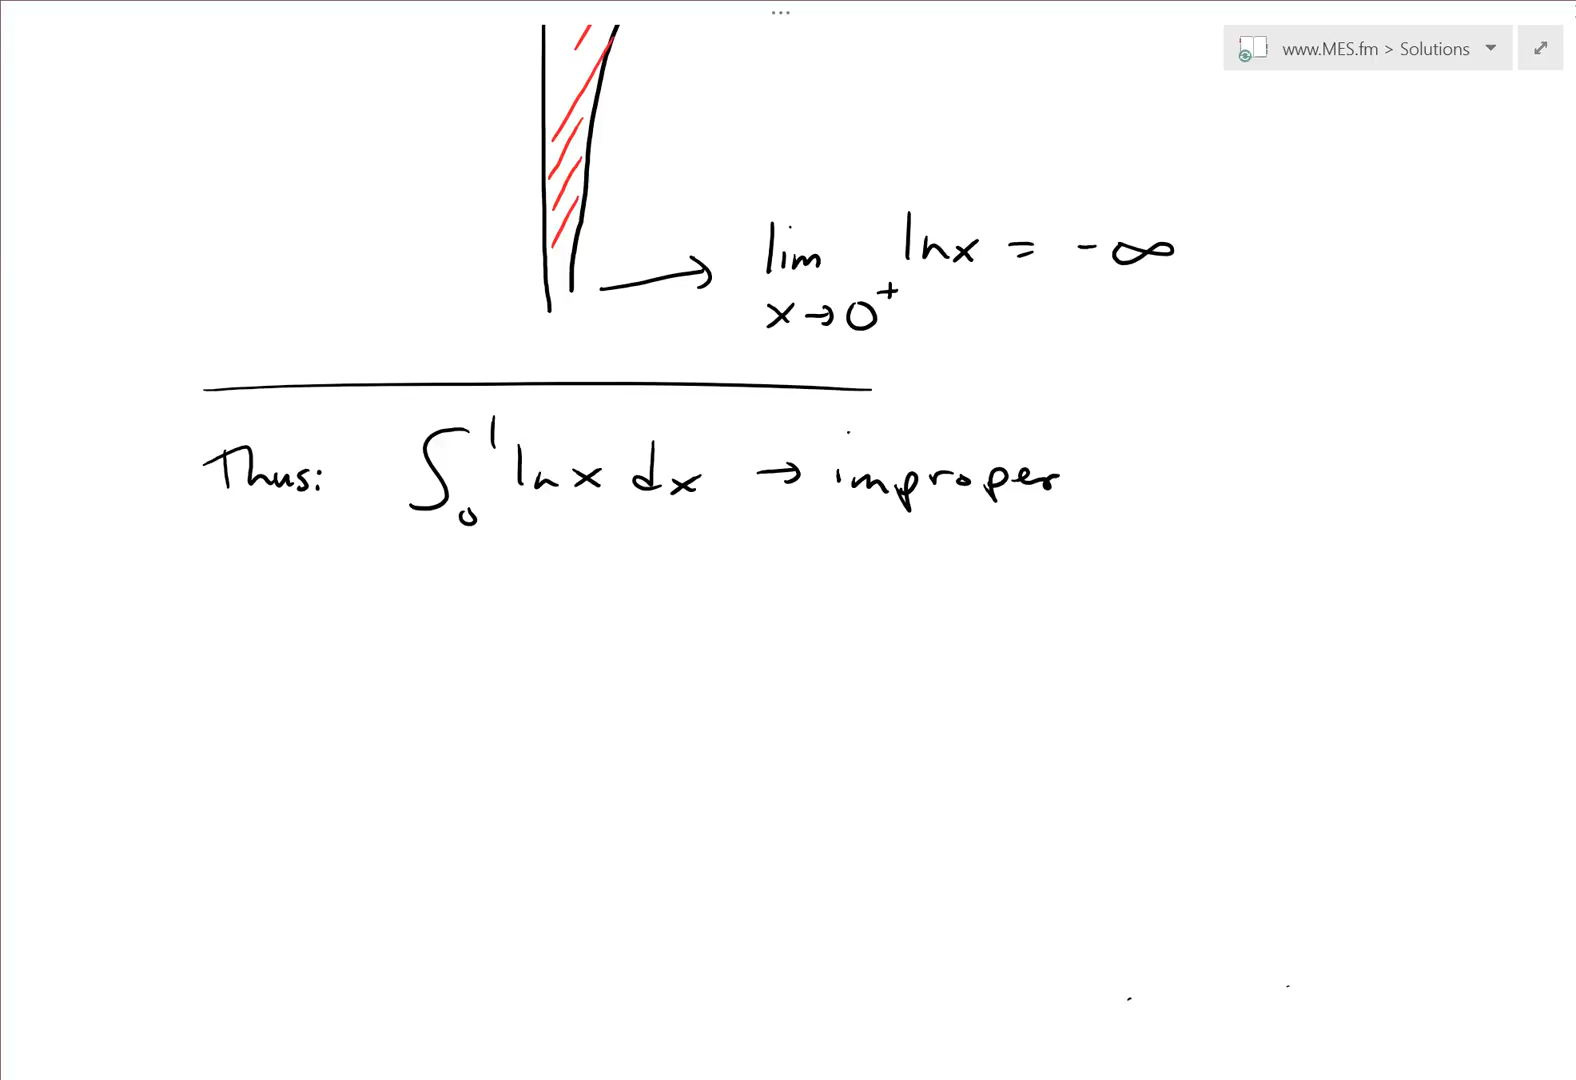 www.MES.fm > Solutions
lim ln x = -∞
x→0⁺
Thus: ∫₀¹ ln x dx → improper